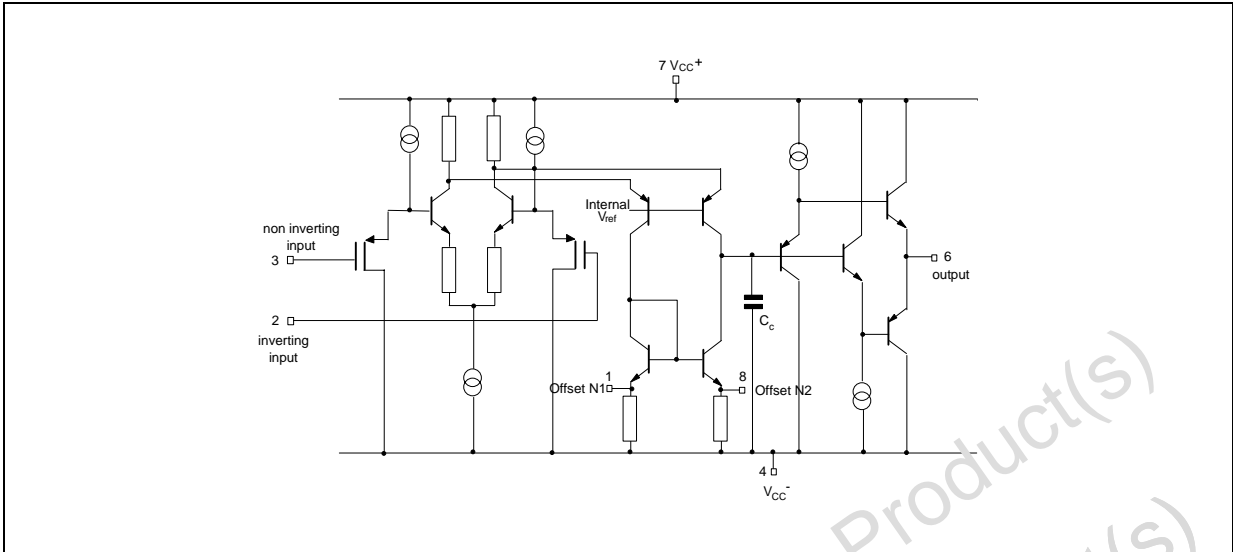 7 VCC+
Internal
Vref
non inverting
input
3
6
output
2
inverting
input
Cc
1
Offset N1
8
Offset N2
4
VCC-
Product(s)
t(s)